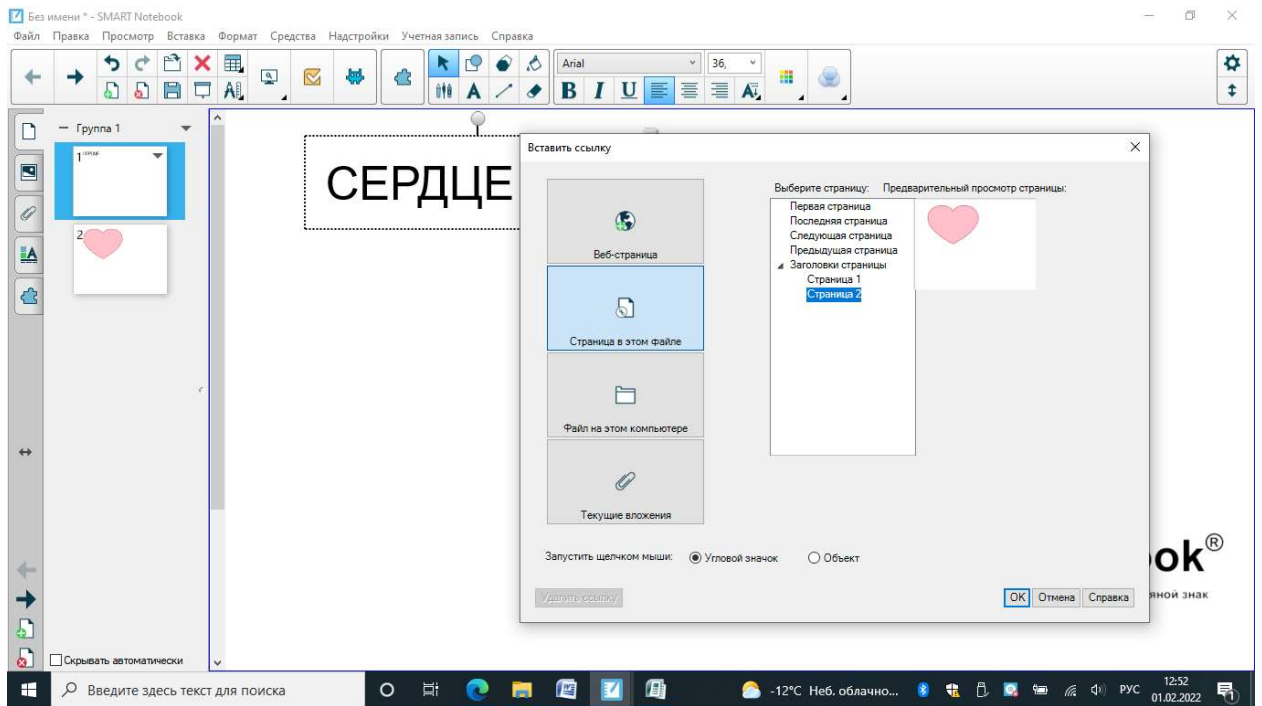 Без имени * - SMART Notebook
Файл Правка Просмотр Вставка Формат Средства Надстройки Учетная запись Справка
Arial 36,
B I U
Группа 1
1 СЕРДЦЕ
2
СЕРДЦЕ
Вставить ссылку
Веб-страница
Страница в этом файле
Файл на этом компьютере
Текущие вложения
Выберите страницу: Предварительный просмотр страницы:
Первая страница
Последняя страница
Следующая страница
Предыдущая страница
Заголовки страницы
Страница 1
Страница 2
Запустить щелчком мыши: Угловой значок Объект
Удалить ссылку
OK Отмена Справка
ok®
яной знак
Скрывать автоматически
Введите здесь текст для поиска
-12°C Неб. облачно...
РУС
12:52
01.02.2022
1